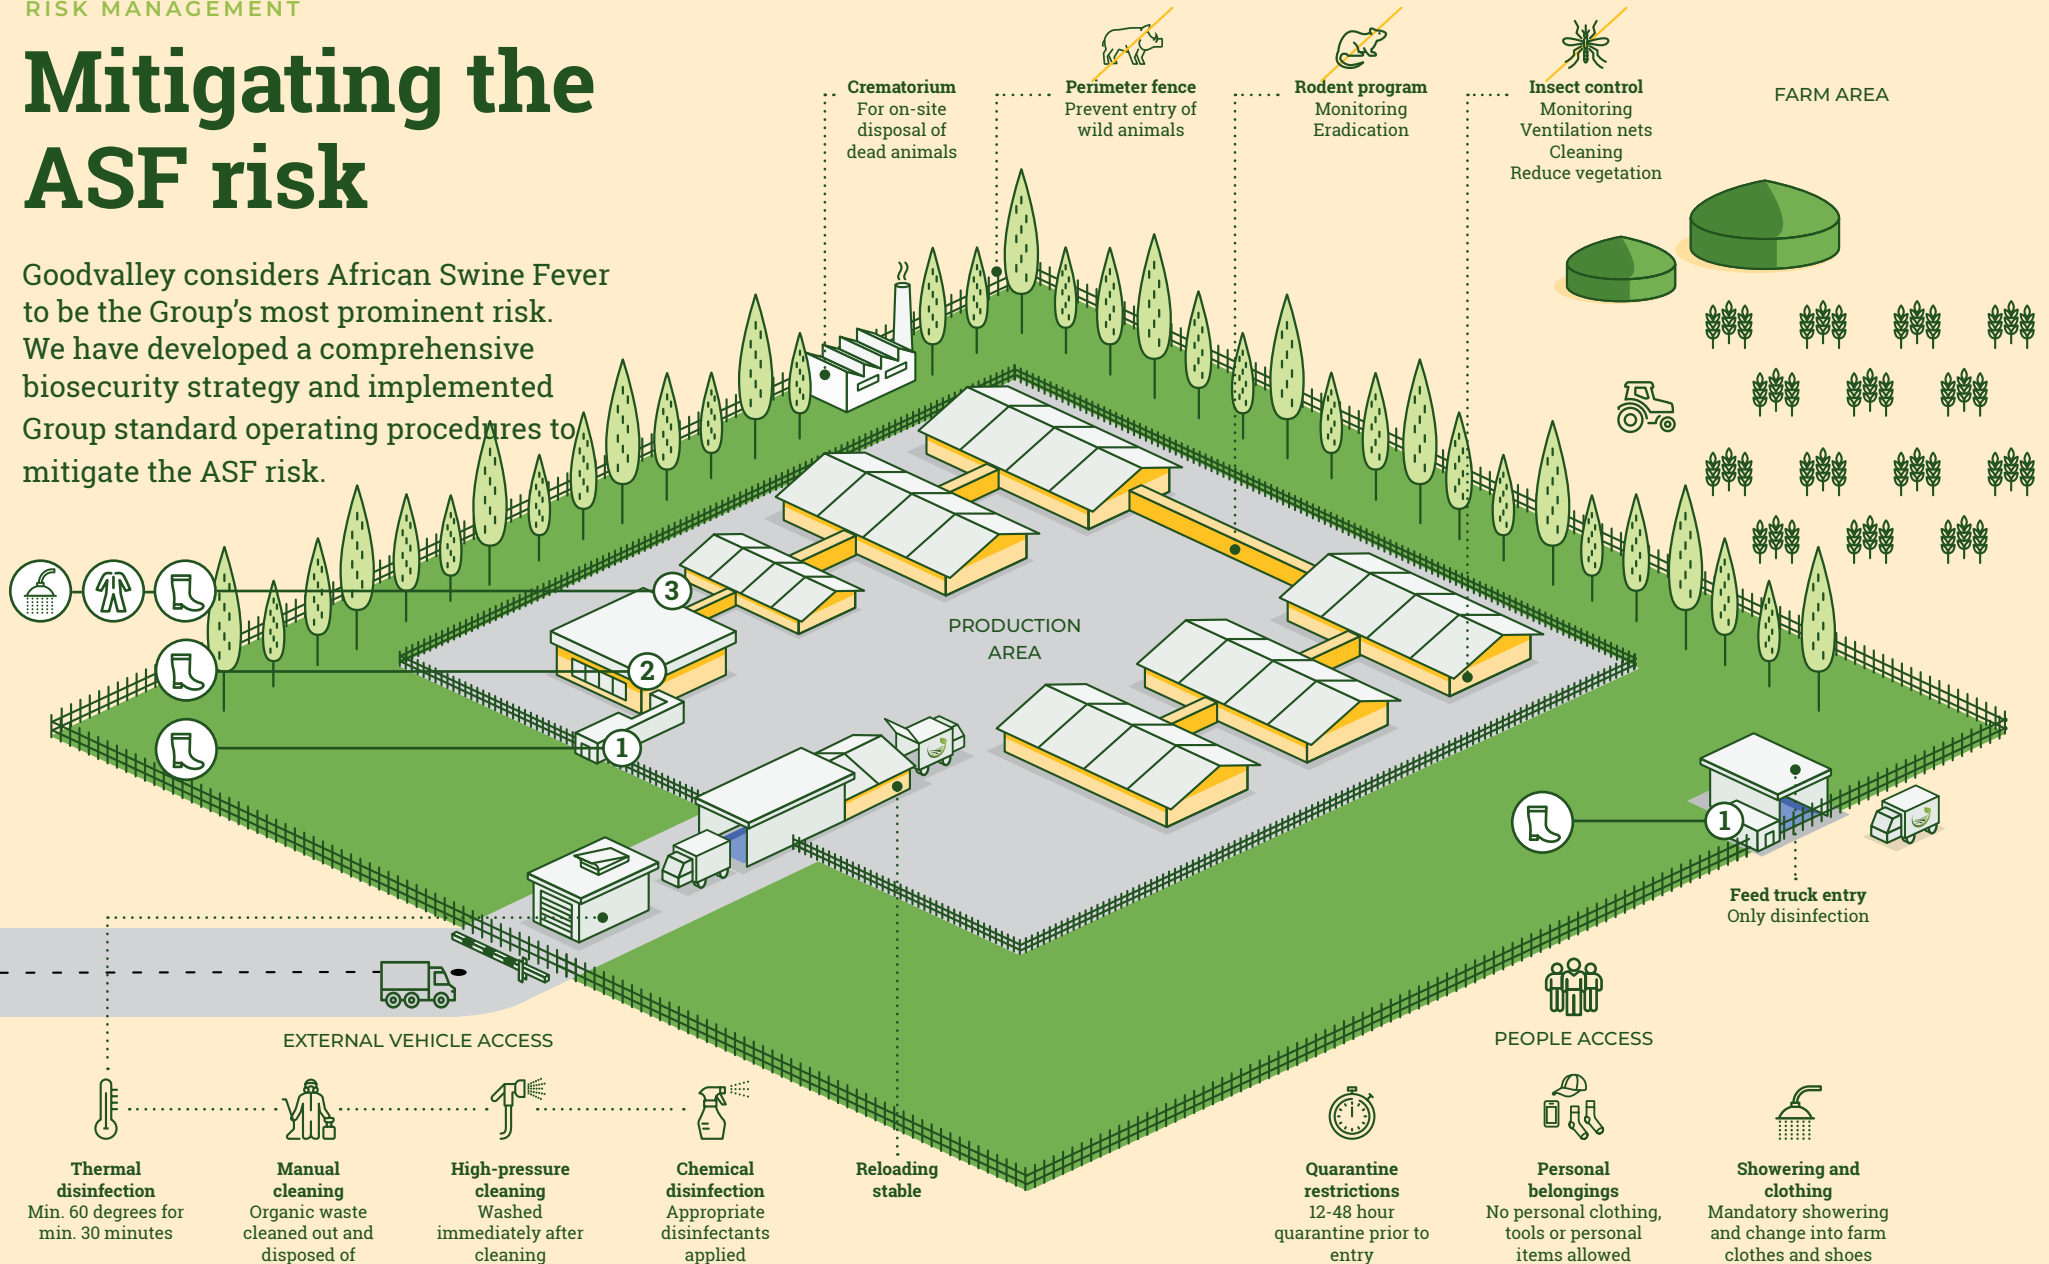 RISK MANAGEMENT
Mitigating the
ASF risk
Goodvalley considers African Swine Fever
to be the Group's most prominent risk.
We have developed a comprehensive
biosecurity strategy and implemented
Group standard operating procedures to
mitigate the ASF risk.
Crematorium
For on-site
disposal of
dead animals
Perimeter fence
Prevent entry of
wild animals
Rodent program
Monitoring
Eradication
Insect control
Monitoring
Ventilation nets
Cleaning
Reduce vegetation
FARM AREA
3
2
1
PRODUCTION
AREA
1
Feed truck entry
Only disinfection
EXTERNAL VEHICLE ACCESS
PEOPLE ACCESS
Thermal
disinfection
Min. 60 degrees for
min. 30 minutes
Manual
cleaning
Organic waste
cleaned out and
disposed of
High-pressure
cleaning
Washed
immediately after
cleaning
Chemical
disinfection
Appropriate
disinfectants
applied
Reloading
stable
Quarantine
restrictions
12-48 hour
quarantine prior to
entry
Personal
belongings
No personal clothing,
tools or personal
items allowed
Showering and
clothing
Mandatory showering
and change into farm
clothes and shoes